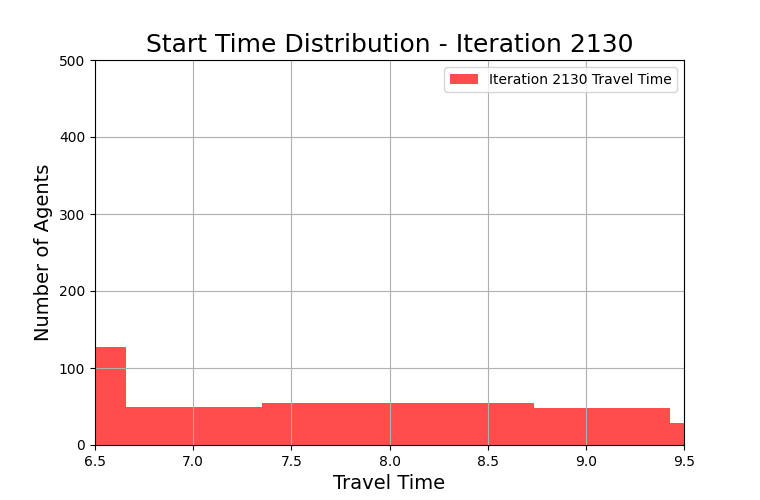 Start Time Distribution - Iteration 2130
Iteration 2130 Travel Time
Number of Agents
500
400
300
200
100
0
6.5 7.0 7.5 8.0 8.5 9.0 9.5
Travel Time